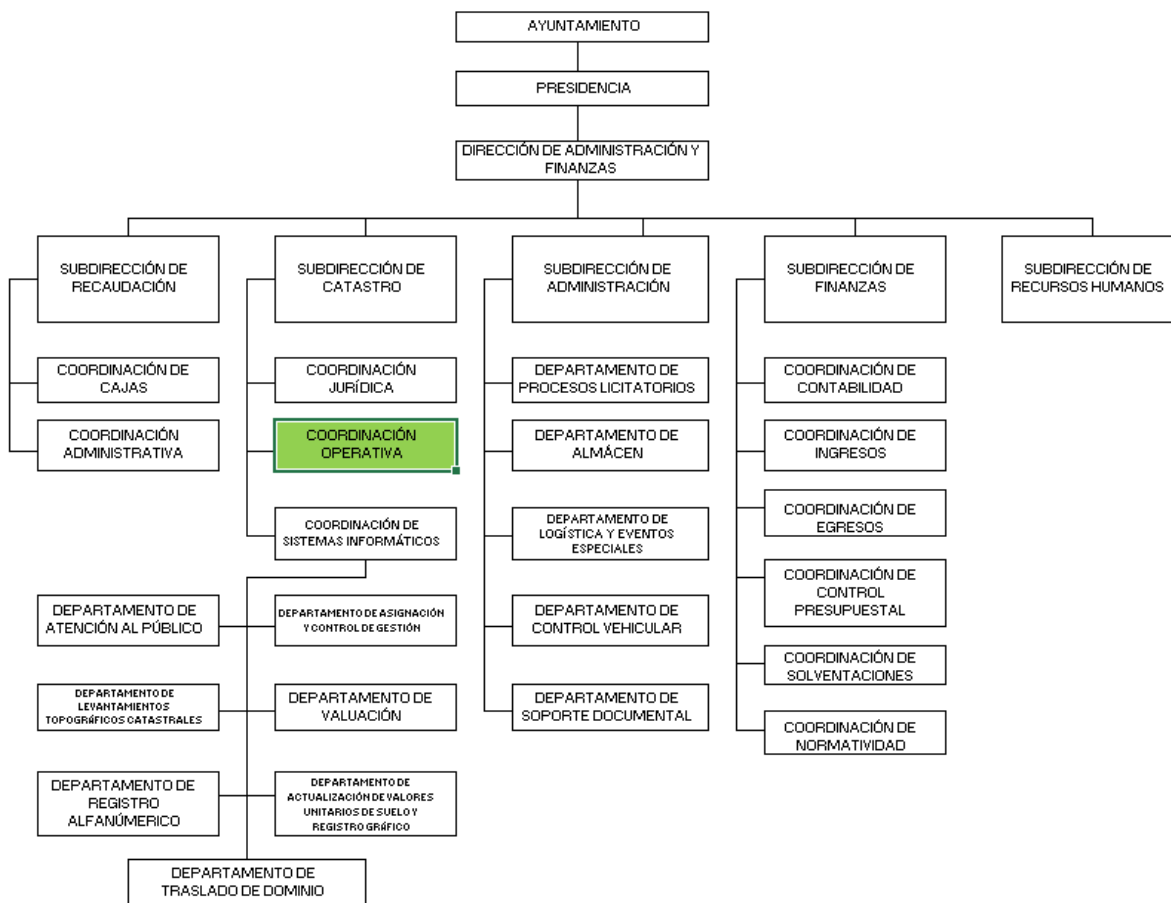 AYUNTAMIENTO
PRESIDENCIA
DIRECCIÓN DE ADMINISTRACIÓN Y
FINANZAS
SUBDIRECCIÓN DE
RECAUDACIÓN
SUBDIRECCIÓN DE
CATASTRO
SUBDIRECCIÓN DE
ADMINISTRACIÓN
SUBDIRECCIÓN DE
FINANZAS
SUBDIRECCIÓN DE
RECURSOS HUMANOS
COORDINACIÓN DE
CAJAS
COORDINACIÓN
JURÍDICA
DEPARTAMENTO DE
PROCESOS LICITATORIOS
COORDINACIÓN DE
CONTABILIDAD
COORDINACIÓN
ADMINISTRATIVA
COORDINACIÓN
OPERATIVA
DEPARTAMENTO DE
ALMÁCEN
COORDINACIÓN DE
INGRESOS
COORDINACIÓN DE
SISTEMAS INFORMÁTICOS
DEPARTAMENTO DE
LOGÍSTICA Y EVENTOS
ESPECIALES
COORDINACIÓN DE
EGRESOS
DEPARTAMENTO DE
ATENCIÓN AL PÚBLICO
DEPARTAMENTO DE ASIGNACIÓN
Y CONTROL DE GESTIÓN
DEPARTAMENTO DE
CONTROL VEHICULAR
COORDINACIÓN DE
CONTROL
PRESUPUESTAL
DEPARTAMENTO DE
LEVANTAMIENTOS
TOPOGRÁFICOS CATASTRALES
DEPARTAMENTO DE
VALUACIÓN
DEPARTAMENTO DE
SOPORTE DOCUMENTAL
COORDINACIÓN DE
SOLVENTACIONES
COORDINACIÓN DE
NORMATIVIDAD
DEPARTAMENTO DE
REGISTRO
ALFANÚMERICO
DEPARTAMENTO DE
ACTUALIZACIÓN DE VALORES
UNITARIOS DE SUELO Y
REGISTRO GRÁFICO
DEPARTAMENTO DE
TRASLADO DE DOMINIO